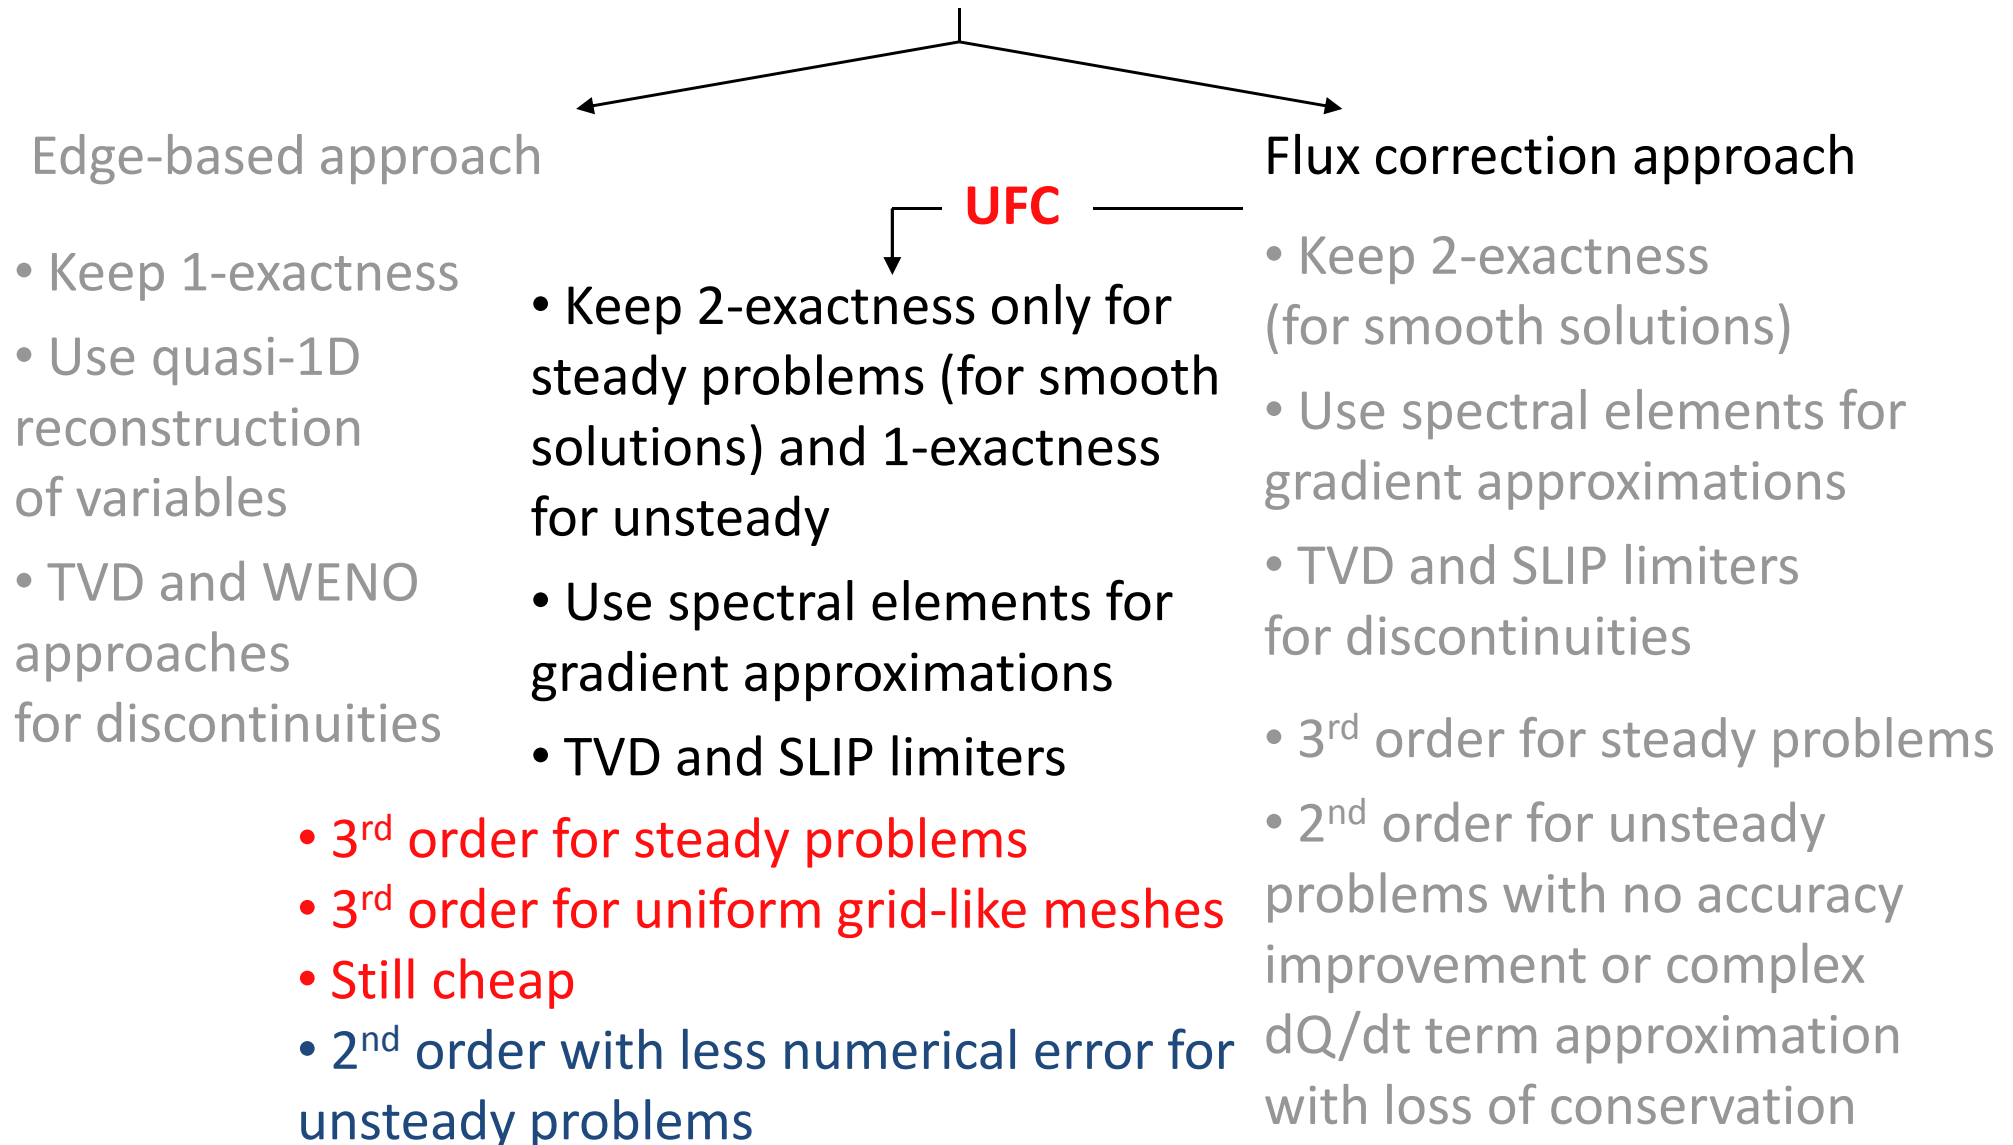 Edge-based approach
• Keep 1-exactness
• Use quasi-1D
reconstruction
of variables
• TVD and WENO
approaches
for discontinuities
UFC
• Keep 2-exactness only for
steady problems (for smooth
solutions) and 1-exactness
for unsteady
• Use spectral elements for
gradient approximations
• TVD and SLIP limiters
• 3rd order for steady problems
• 3rd order for uniform grid-like meshes
• Still cheap
• 2nd order with less numerical error for
unsteady problems
Flux correction approach
• Keep 2-exactness
(for smooth solutions)
• Use spectral elements for
gradient approximations
• TVD and SLIP limiters
for discontinuities
• 3rd order for steady problems
• 2nd order for unsteady
problems with no accuracy
improvement or complex
dQ/dt term approximation
with loss of conservation